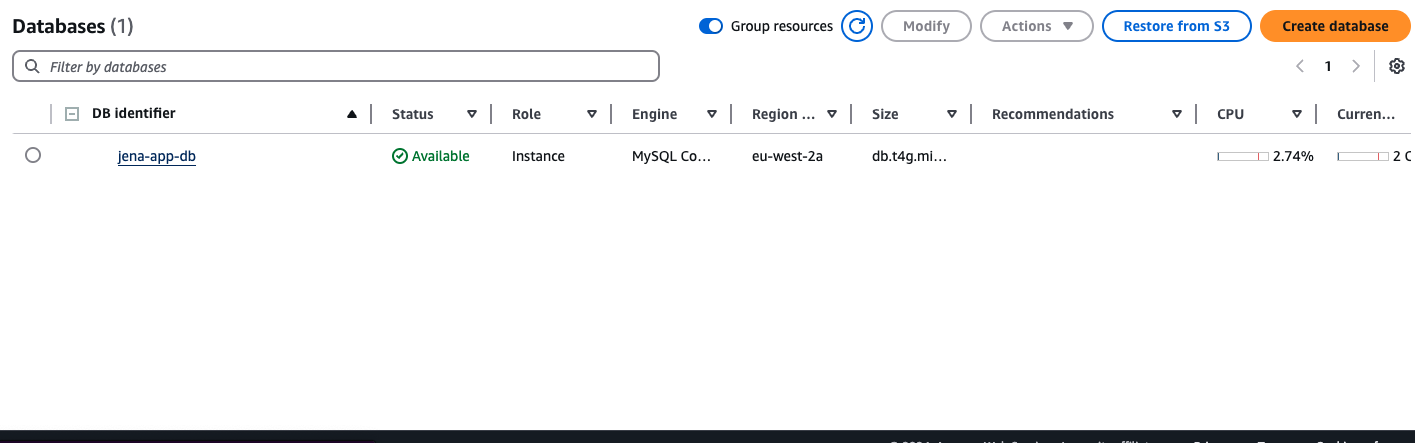 Databases (1)
Group resources
Modify
Actions
Restore from S3
Create database
Filter by databases
1
DB identifier
Status
Role
Engine
Region ...
Size
Recommendations
CPU
Curren...
jena-app-db
Available
Instance
MySQL Co...
eu-west-2a
db.t4g.mi...
2.74%
2